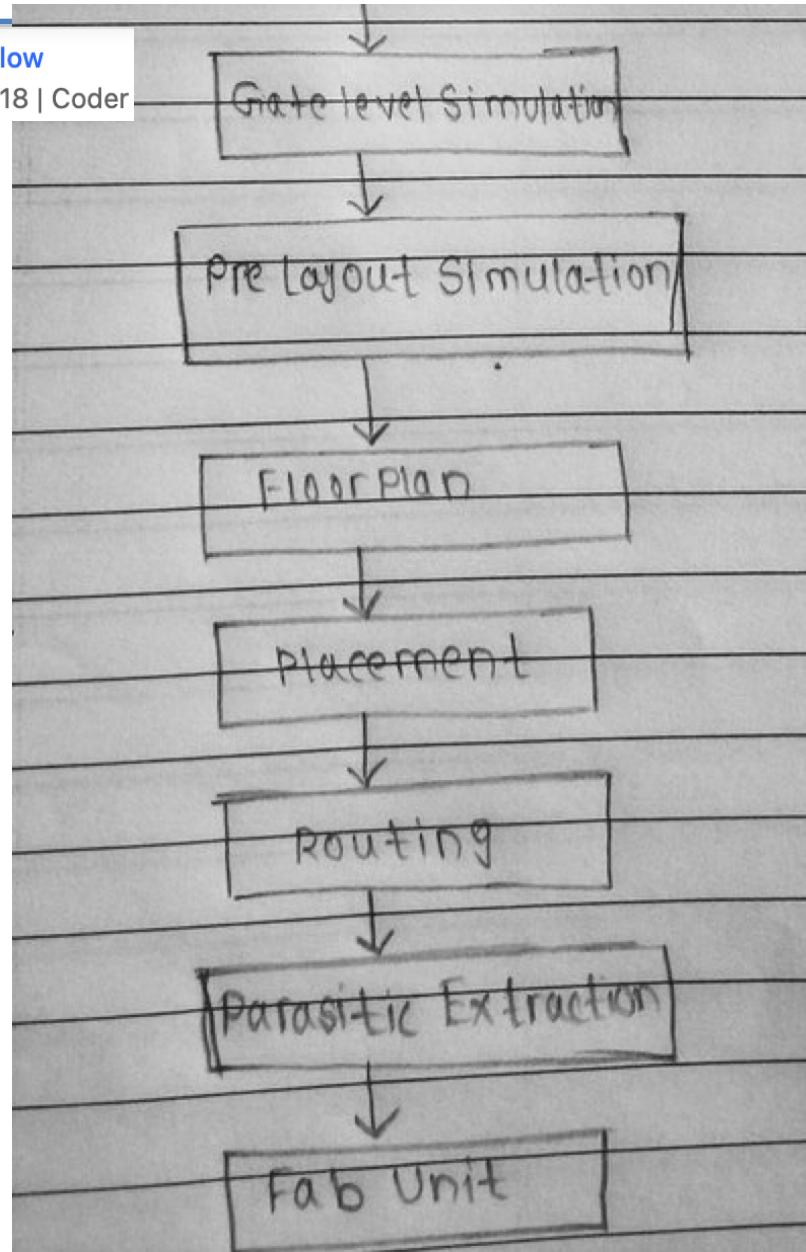 low
18 | Coder
Gate level Simulation
Pre Layout Simulation
Floor Plan
Placement
Routing
Parasitic Extraction
Fab Unit